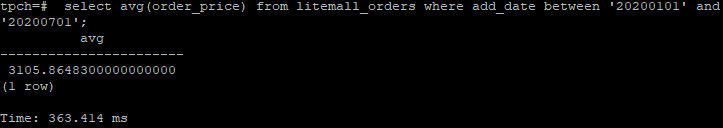 tpch=#  select avg(order_price) from litemall_orders where add_date between '20200101' and
'20200701';
          avg
-----------------------
 3105.8648300000000000
(1 row)

Time: 363.414 ms